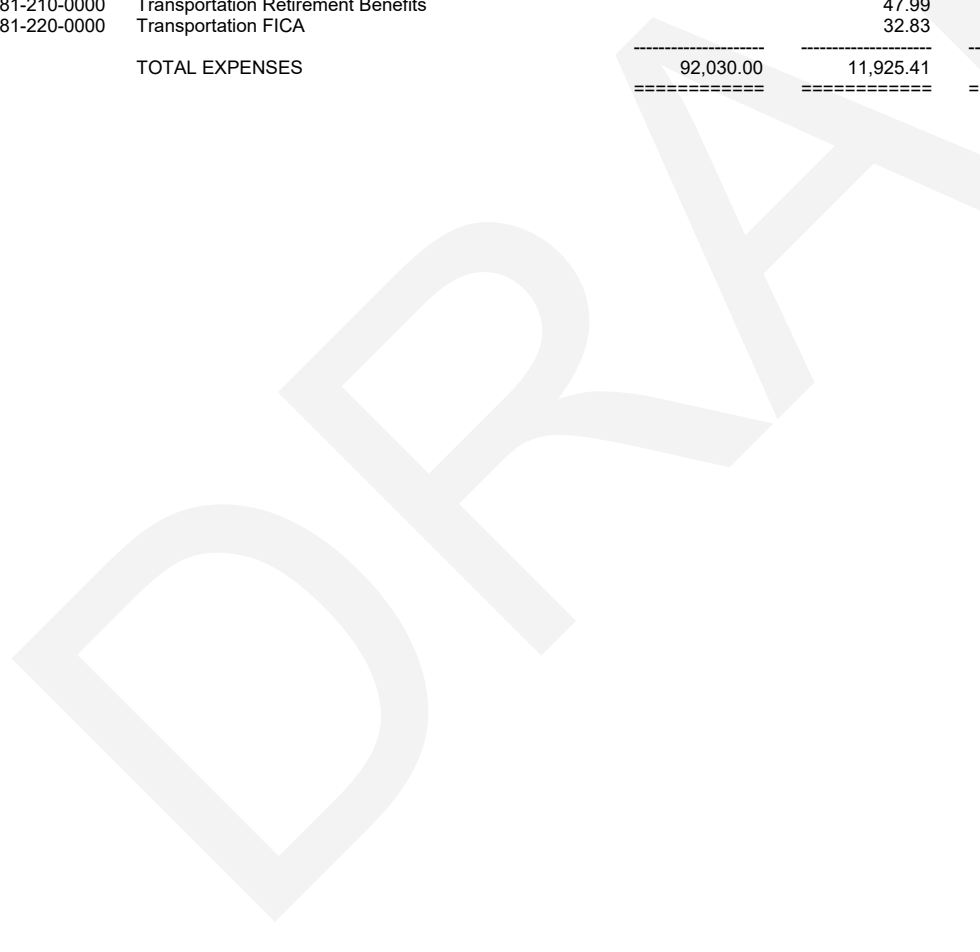 81-210-0000 Transportation Retirement Benefits 47.99
81-220-0000 Transportation FICA 32.83
--------------------- --------------------- --
TOTAL EXPENSES 92,030.00 11,925.41
============ ============ =
DRA